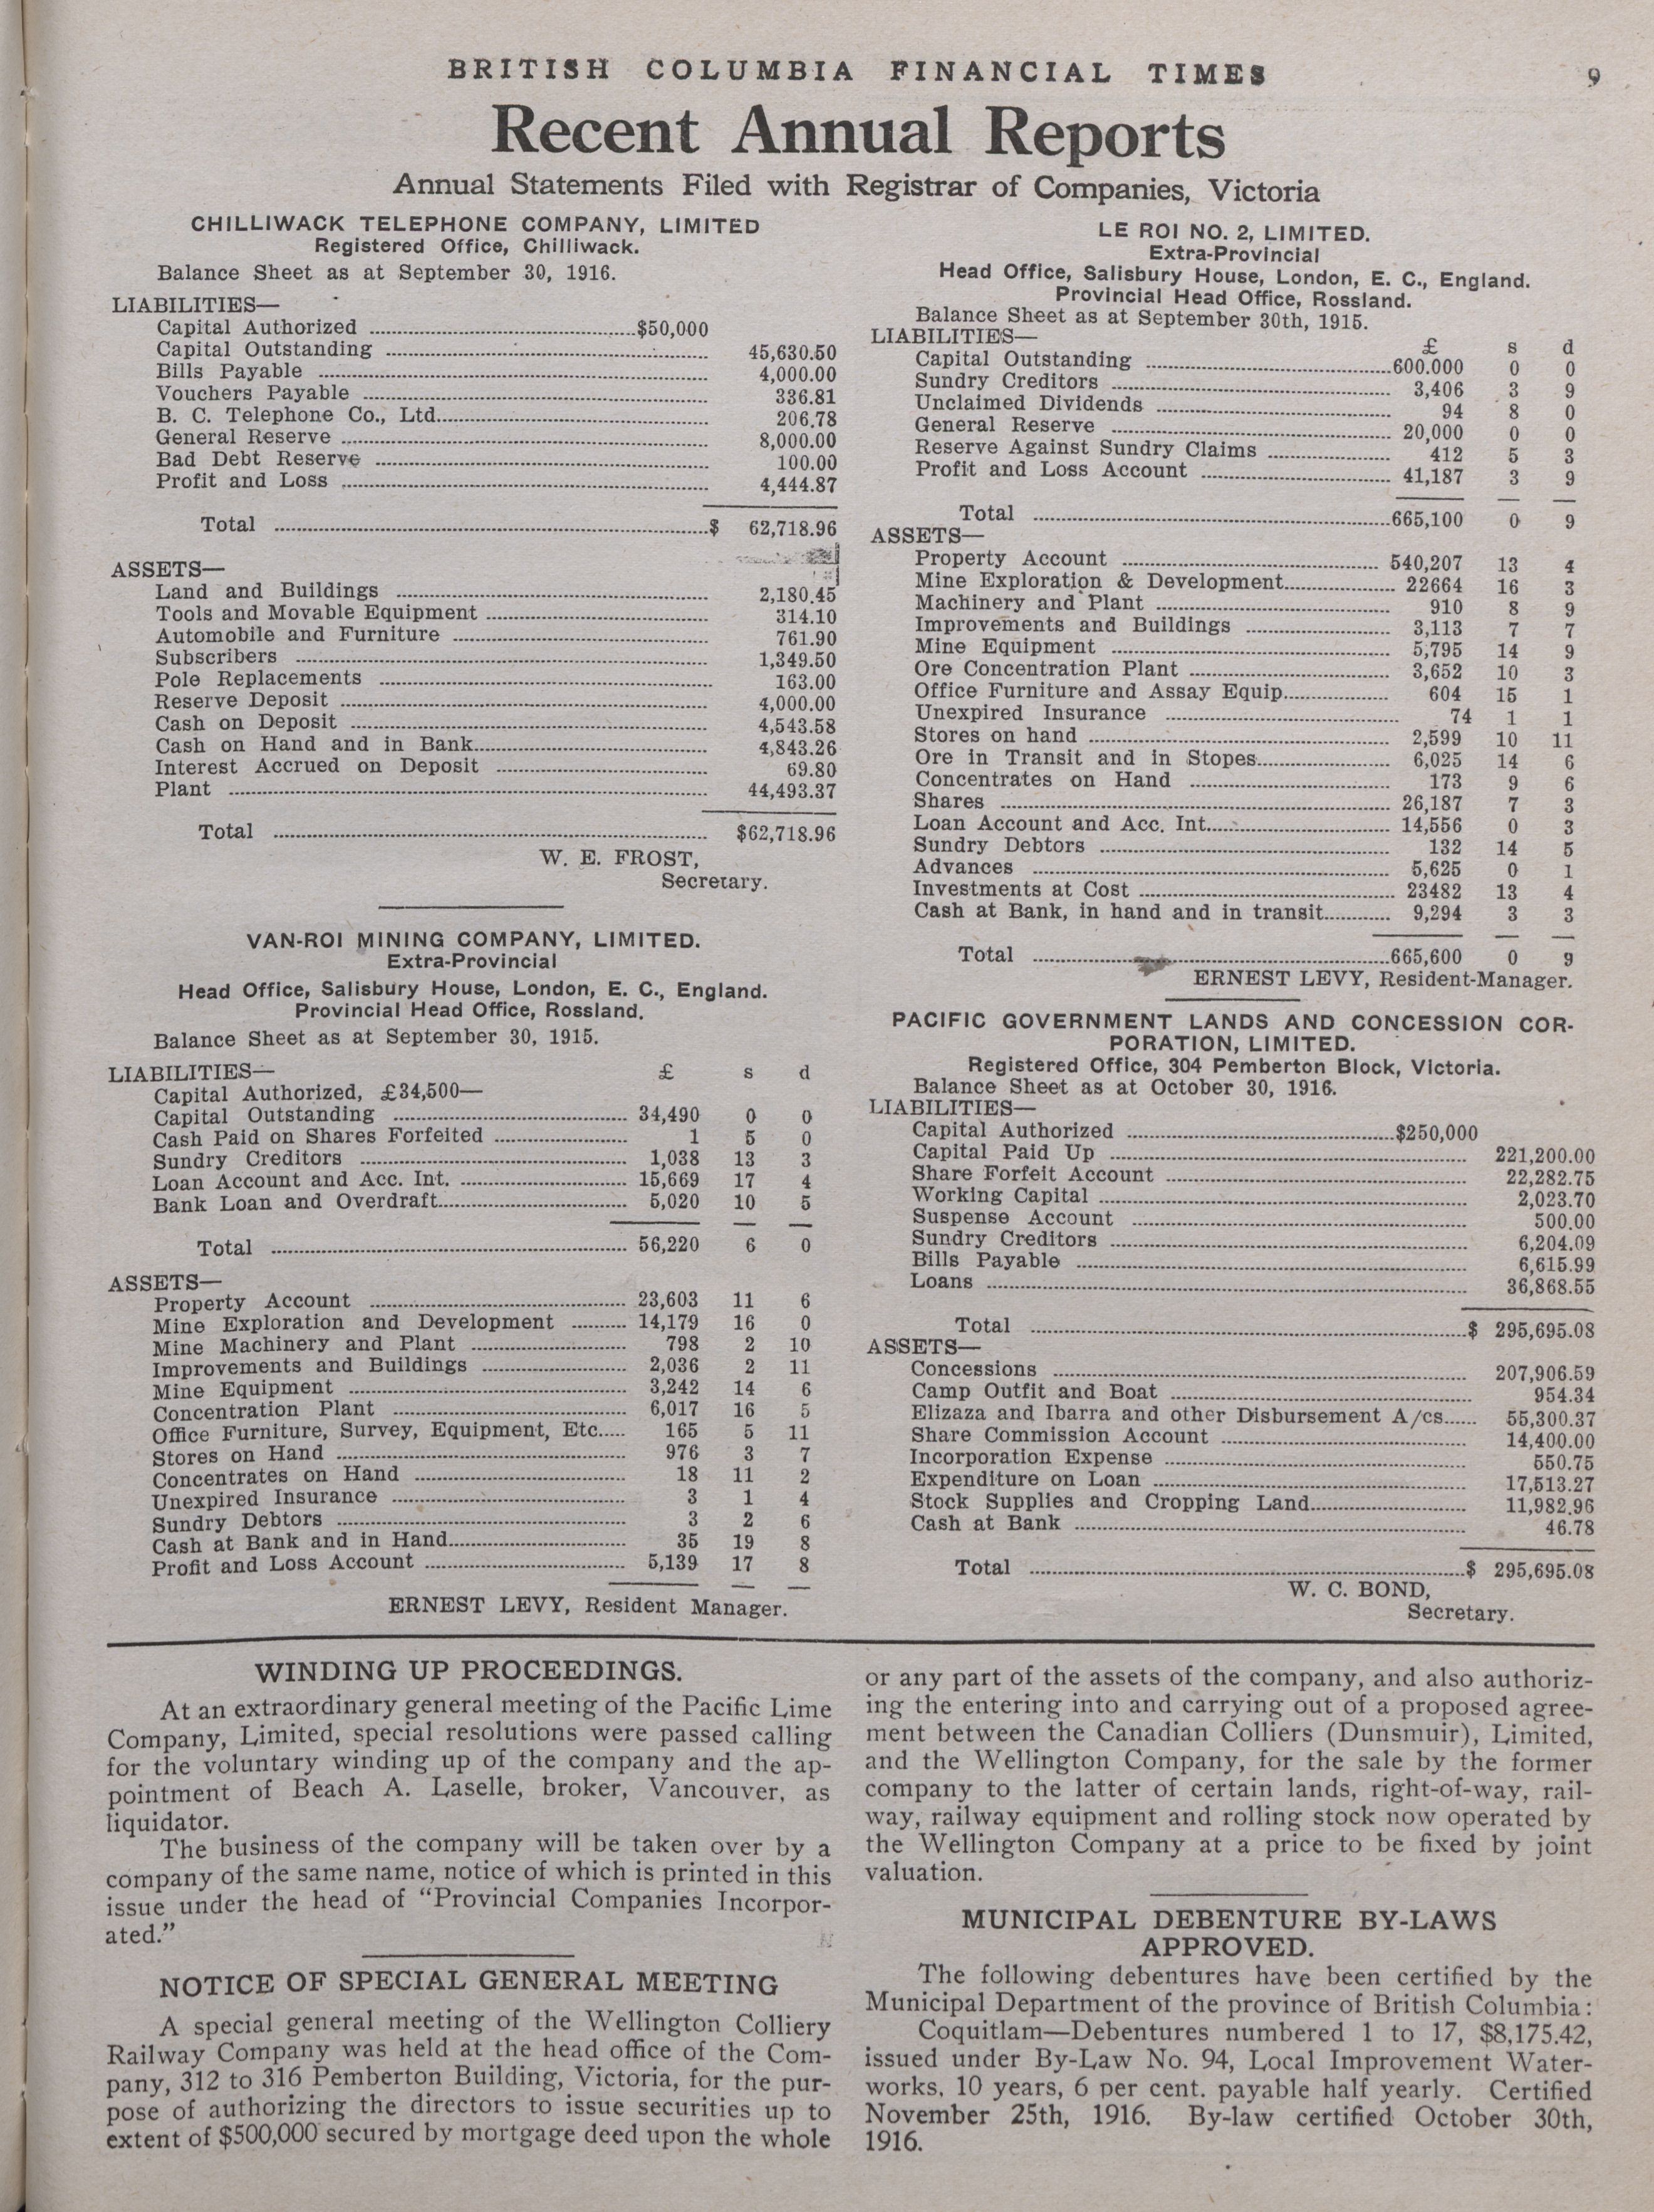 BRITISH COLUMBIA FINANCIAL TIMES 9
Recent Annual Reports
Annual Statements Filed with Registrar of Companies, Victoria
CHILLIWACK TELEPHONE COMPANY, LIMITED
Registered Office, Chilliwack.
Balance Sheet as at September 30, 1916.
LIABILITIES—
Capital Authorized $50,000
Capital Outstanding 45,630.50
Bills Payable 4,000.00
Vouchers Payable 336.81
B. C. Telephone Co., Ltd. 206.78
General Reserve 8,000.00
Bad Debt Reserve 100.00
Profit and Loss 4,444.87
Total $ 62,718.96
ASSETS—
Land and Buildings 2,180.45
Tools and Movable Equipment 314.10
Automobile and Furniture 761.90
Subscribers 1,349.50
Pole Replacements 163.00
Reserve Deposit 4,000.00
Cash on Deposit 4,543.58
Cash on Hand and in Bank 4,843.26
Interest Accrued on Deposit 69.80
Plant 44,493.37
Total $62,718.96
W. E. FROST,
Secretary.
VAN-ROI MINING COMPANY, LIMITED.
Extra-Provincial
Head Office, Salisbury House, London, E. C., England.
Provincial Head Office, Rossland.
Balance Sheet as at September 30, 1915.
LIABILITIES— £ s d
Capital Authorized, £34,500—
Capital Outstanding 34,490 0 0
Cash Paid on Shares Forfeited 1 5 0
Sundry Creditors 1,038 13 3
Loan Account and Acc. Int. 15,669 17 4
Bank Loan and Overdraft 5,020 10 5
Total 56,220 6 0
ASSETS—
Property Account 23,603 11 6
Mine Exploration and Development 14,179 16 0
Mine Machinery and Plant 798 2 10
Improvements and Buildings 2,036 2 11
Mine Equipment 3,242 14 6
Concentration Plant 6,017 16 5
Office Furniture, Survey, Equipment, Etc. 165 5 11
Stores on Hand 976 3 7
Concentrates on Hand 18 11 2
Unexpired Insurance 3 1 4
Sundry Debtors 3 2 6
Cash at Bank and in Hand 35 19 8
Profit and Loss Account 5,139 17 8
ERNEST LEVY, Resident Manager.
LE ROI NO. 2, LIMITED.
Extra-Provincial
Head Office, Salisbury House, London, E. C., England.
Provincial Head Office, Rossland.
Balance Sheet as at September 30th, 1915.
LIABILITIES— £ s d
Capital Outstanding 600.000 0 0
Sundry Creditors 3,406 3 9
Unclaimed Dividends 94 8 0
General Reserve 20,000 0 0
Reserve Against Sundry Claims 412 5 3
Profit and Loss Account 41,187 3 9
Total 665,100 0 9
ASSETS—
Property Account 540,207 13 4
Mine Exploration & Development 22664 16 3
Machinery and Plant 910 8 9
Improvements and Buildings 3,113 7 7
Mine Equipment 5,795 14 9
Ore Concentration Plant 3,652 10 3
Office Furniture and Assay Equip. 604 15 1
Unexpired Insurance 74 1 1
Stores on hand 2,599 10 11
Ore in Transit and in Stopes 6,025 14 6
Concentrates on Hand 173 9 6
Shares 26,187 7 3
Loan Account and Acc. Int. 14,556 0 3
Sundry Debtors 132 14 5
Advances 5,625 0 1
Investments at Cost 23482 13 4
Cash at Bank, in hand and in transit 9,294 3 3
Total 665,600 0 9
ERNEST LEVY, Resident-Manager.
PACIFIC GOVERNMENT LANDS AND CONCESSION COR-
PORATION, LIMITED.
Registered Office, 304 Pemberton Block, Victoria.
Balance Sheet as at October 30, 1916.
LIABILITIES—
Capital Authorized $250,000
Capital Paid Up 221,200.00
Share Forfeit Account 22,282.75
Working Capital 2,023.70
Suspense Account 500.00
Sundry Creditors 6,204.09
Bills Payable 6,615.99
Loans 36,868.55
Total $ 295,695.08
ASSETS—
Concessions 207,906.59
Camp Outfit and Boat 954.34
Elizaza and Ibarra and other Disbursement A/cs 55,300.37
Share Commission Account 14,400.00
Incorporation Expense 550.75
Expenditure on Loan 17,513.27
Stock Supplies and Cropping Land 11,982.96
Cash at Bank 46.78
Total $ 295,695.08
W. C. BOND,
Secretary.
WINDING UP PROCEEDINGS.
At an extraordinary general meeting of the Pacific Lime
Company, Limited, special resolutions were passed calling
for the voluntary winding up of the company and the ap-
pointment of Beach A. Laselle, broker, Vancouver, as
liquidator.
The business of the company will be taken over by a
company of the same name, notice of which is printed in this
issue under the head of "Provincial Companies Incorpor-
ated."
NOTICE OF SPECIAL GENERAL MEETING
A special general meeting of the Wellington Colliery
Railway Company was held at the head office of the Com-
pany, 312 to 316 Pemberton Building, Victoria, for the pur-
pose of authorizing the directors to issue securities up to
extent of $500,000 secured by mortgage deed upon the whole
or any part of the assets of the company, and also authoriz-
ing the entering into and carrying out of a proposed agree-
ment between the Canadian Colliers (Dunsmuir), Limited,
and the Wellington Company, for the sale by the former
company to the latter of certain lands, right-of-way, rail-
way, railway equipment and rolling stock now operated by
the Wellington Company at a price to be fixed by joint
valuation.
MUNICIPAL DEBENTURE BY-LAWS
APPROVED.
The following debentures have been certified by the
Municipal Department of the province of British Columbia:
Coquitlam—Debentures numbered 1 to 17, $8,175.42,
issued under By-Law No. 94, Local Improvement Water-
works, 10 years, 6 per cent. payable half yearly. Certified
November 25th, 1916. By-law certified October 30th,
1916.